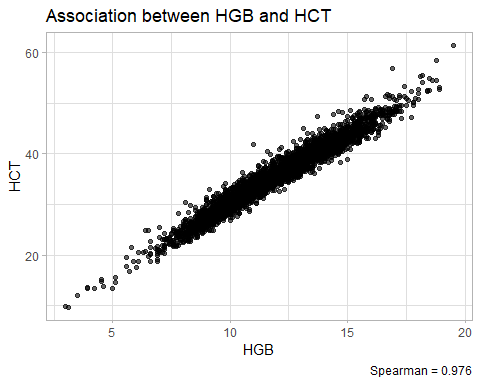 Association between HGB and HCT
60
40
20
HCT
5 10 15 20
HGB
Spearman = 0.976